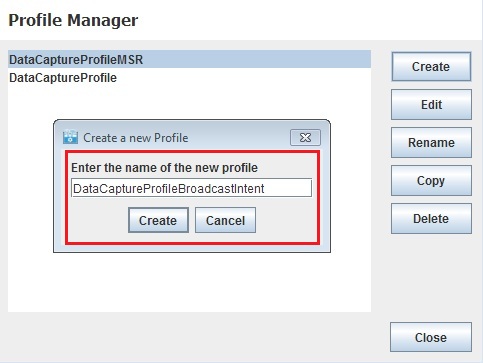 Profile Manager
DataCaptureProfileMSR
DataCaptureProfile
Create
Edit
Rename
Copy
Delete
Create a new Profile
Enter the name of the new profile
DataCaptureProfileBroadcastIntent
Create Cancel
Close